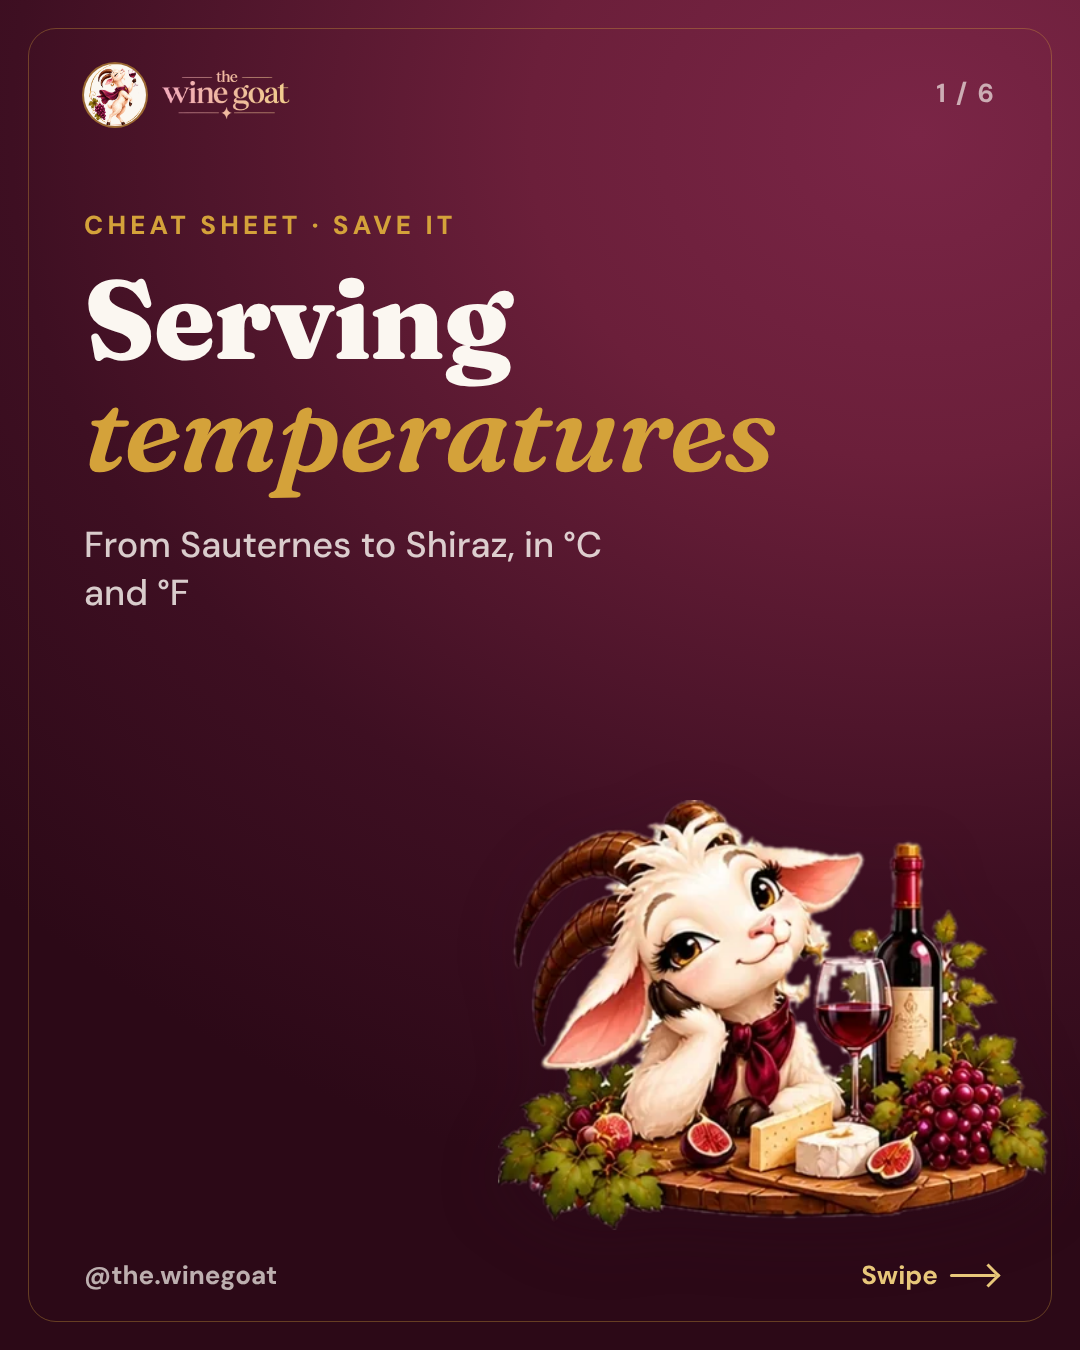 the
wine goat
1 / 6
CHEAT SHEET · SAVE IT
Serving
temperatures
From Sauternes to Shiraz, in °C
and °F
@the.winegoat
Swipe